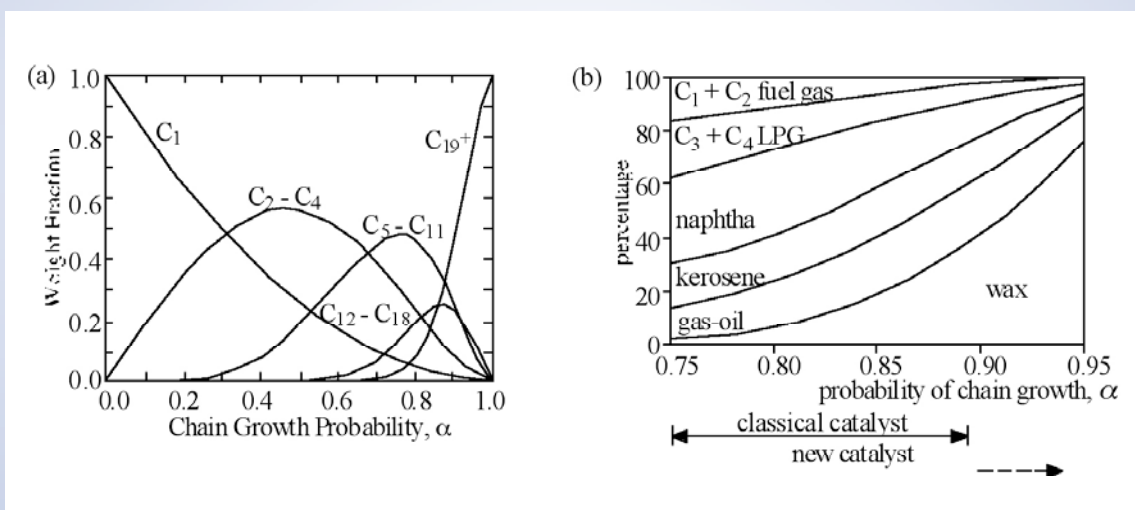 (a)
1.0
0.8
0.6
0.4
0.2
0.0
Weight Fraction
C1
C2 - C4
C5 - C11
C12 - C18
C19+
0.0 0.2 0.4 0.6 0.8 1.0
Chain Growth Probability, α
(b)
100
80
60
40
20
0
percentage
C1 + C2 fuel gas
C3 + C4 LPG
naphtha
kerosene
gas-oil
wax
0.75 0.80 0.85 0.90 0.95
probability of chain growth, α
classical catalyst
new catalyst